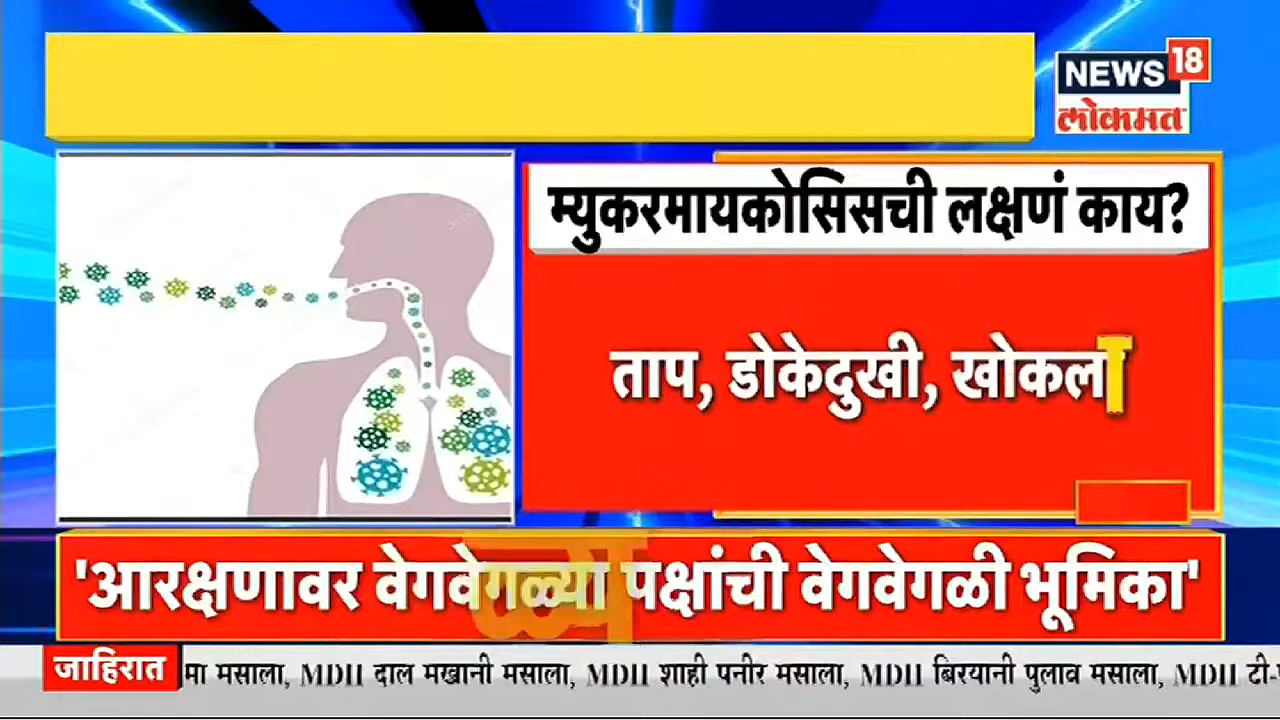 NEWS 18
लोकमत
म्युकरमायकोसिसची लक्षणं काय?
ताप, डोकेदुखी, खोकला
'आरक्षणावर वेगवेगळ्या पक्षांची वेगवेगळी भूमिका'
जाहिरात मा मसाला, MDH दाल मखानी मसाला, MDH शाही पनीर मसाला, MDH बिरयानी पुलाव मसाला, MDH टी-